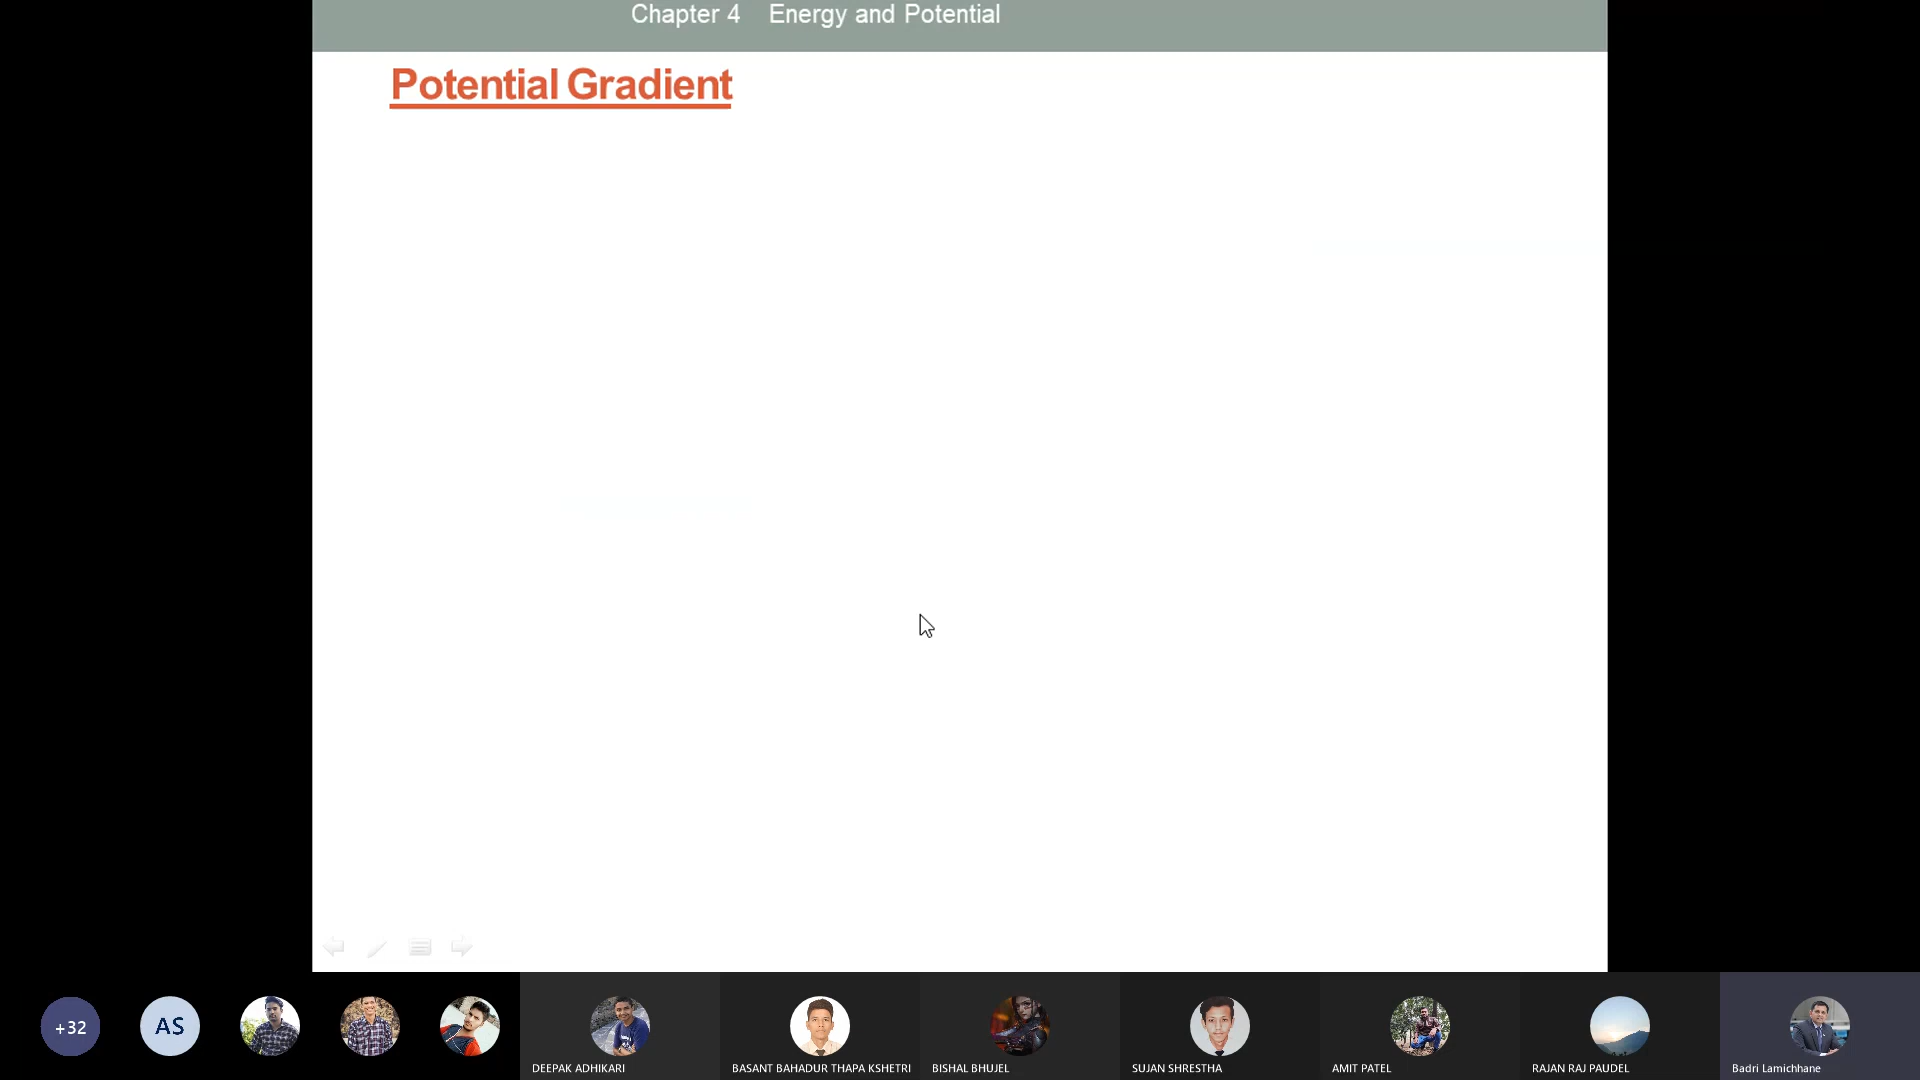 Chapter 4 Energy and Potential
Potential Gradient
+32
AS
DEEPAK ADHIKARI
BASANT BAHADUR THAPA KSHETRI
BISHAL BHUJEL
SUJAN SHRESTHA
AMIT PATEL
RAJAN RAJ PAUDEL
Badri Lamichhane